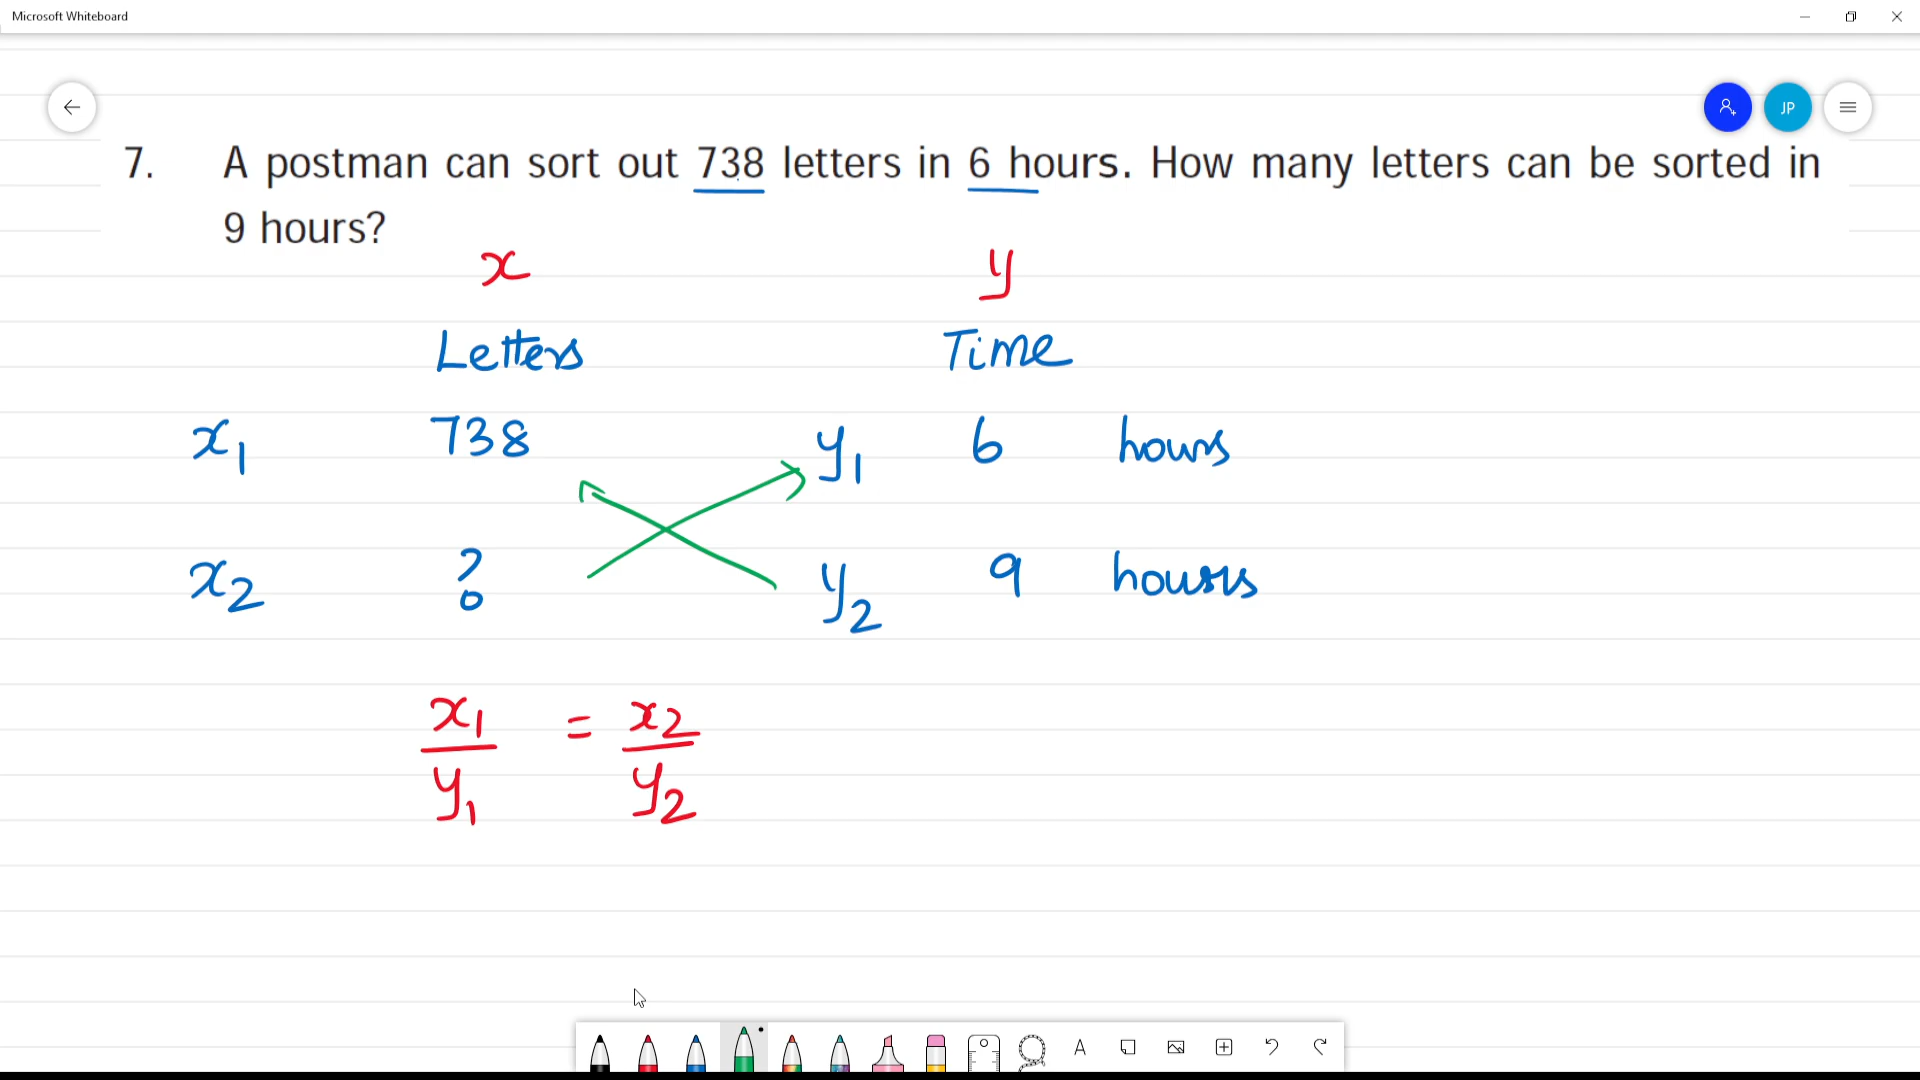 Microsoft Whiteboard
JP
7. A postman can sort out 738 letters in 6 hours. How many letters can be sorted in
9 hours?
x y
Letters Time
x1 738 y1 6 hours
x2 ? y2 9 hours
x1 = x2
y1 y2
A